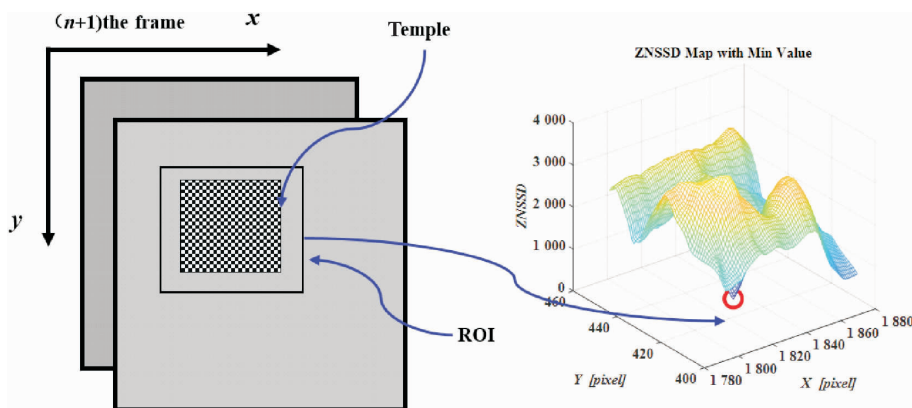 (n+1)the frame
x
Temple
y
ROI
ZNSSD Map with Min Value
4 000
3 000
2 000
1 000
0
ZNSSD
460
440
420
400
Y [pixel]
1 780
1 800
1 820
1 840
1 860
1 880
X [pixel]